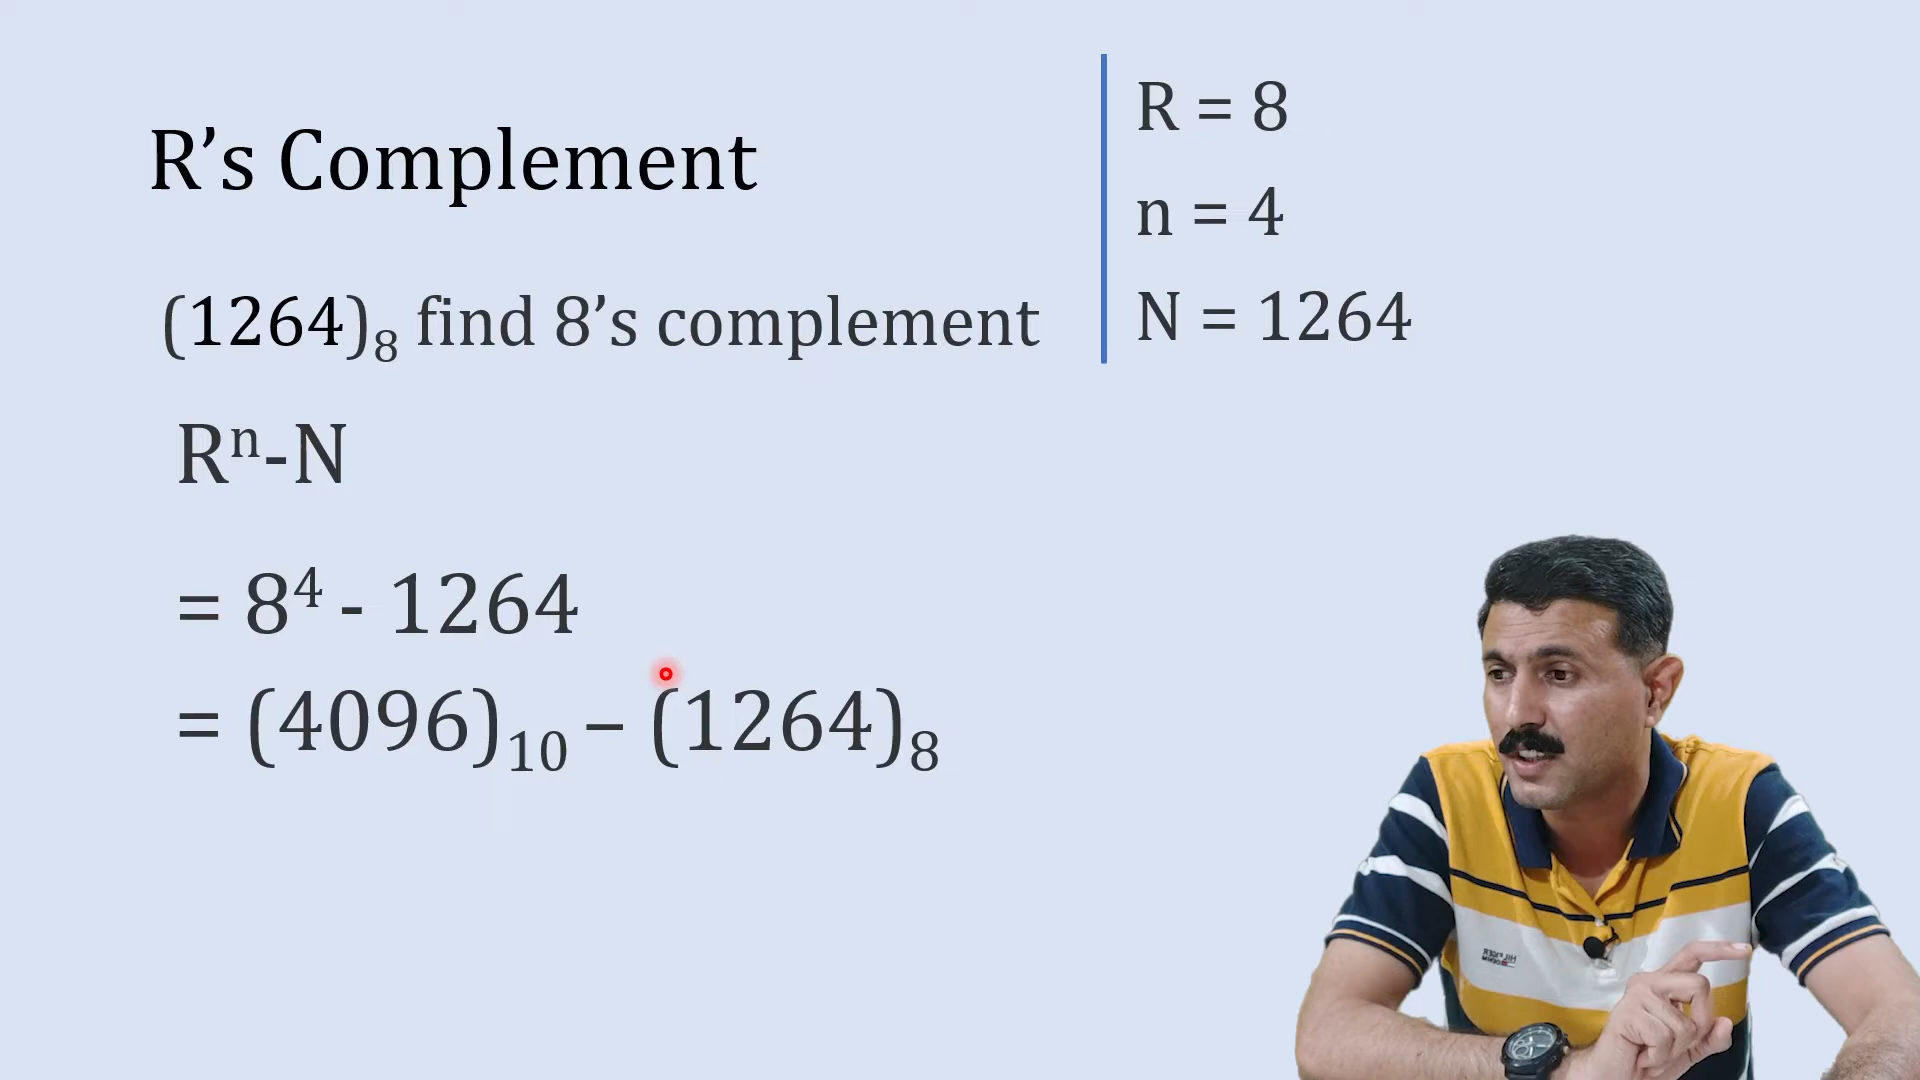 R’s Complement
(1264)₈ find 8’s complement
Rⁿ-N
= 8⁴ - 1264
= (4096)₁₀ – (1264)₈
R = 8
n = 4
N = 1264